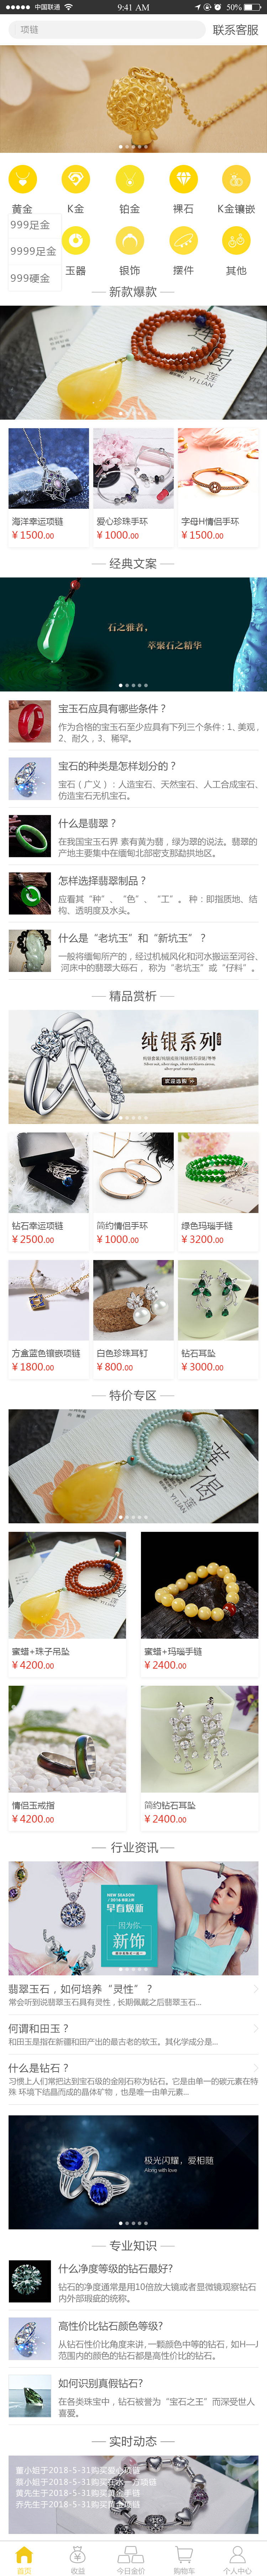 中国联通 9:41 AM 50%
项链 联系客服
黄金 K金 铂金 裸石 K金镶嵌
999足金
9999足金
999硬金
玉器 银饰 摆件 其他
新款爆款
YI LIAN
海洋幸运项链 爱心珍珠手环 字母H情侣手环
¥1500.00 ¥1000.00 ¥1500.00
经典文案
石之雅者，
萃聚石之精华
宝玉石应具有哪些条件？
作为合格的宝玉石至少应具有下列三个条件：1、美观、
2、耐久，3、稀罕。
宝石的种类是怎样划分的？
宝石（广义）：人造宝石、天然宝石、人工合成宝石、
仿造宝石无机宝石。
什么是翡翠？
在我国宝玉石界 素有黄为翡，绿为翠的说法。翡翠的
产地主要集中在缅甸北部密支那勐拱地区。
怎样选择翡翠制品？
应看其“种”、“色”、“工”。 种：即指质地、结
构、透明度及水头。
什么是“老坑玉”和“新坑玉”？
一般将缅甸所产的，经过机械风化和河水搬运至河谷、
河床中的翡翠大砾石， 称为“老坑玉”或“仔料”。
精品赏析
纯银系列
钻石幸运项链 简约情侣手环 绿色玛瑙手链
¥2500.00 ¥1000.00 ¥3200.00
方盒蓝色镶嵌项链 白色珍珠耳钉 钻石耳坠
¥1800.00 ¥800.00 ¥3000.00
特价专区
YI LIAN
蜜蜡+珠子吊坠 蜜蜡+玛瑙手链
¥4200.00 ¥2400.00
情侣玉戒指 简约钻石耳坠
¥4200.00 ¥2400.00
行业资讯
NEW SEASON
早春焕新
因为你,
新饰
翡翠玉石，如何培养“灵性”？
常会听到说翡翠玉石具有灵性，长期佩戴之后翡翠玉石...
何谓和田玉？
和田玉是指在新疆和田产出的最古老的软玉。其化学成分是...
什么是钻石？
习惯上人们常把达到宝石级的金刚石称为钻石。它是由单一的碳元素在特
殊 环境下结晶而成的晶体矿物，也是唯一由单元素...
极光闪耀，爱相随
Along with love
专业知识
什么净度等级的钻石最好?
钻石的净度通常是用10倍放大镜或者显微镜观察钻石
内外部瑕疵的统称。
高性价比钻石颜色等级?
从钻石性价比角度来讲,一颗颜色中等的钻石，如H—J
范围内的颜色的钻石都是高性价比的钻石。
如何识别真假钻石?
在各类珠宝中，钻石被誉为“宝石之王”而深受世人
喜爱。
实时动态
董小姐于2018-5-31购买
蔡小姐于2018-5-31购买
黄先生于2018-5-31购买
乔先生于2018-5-31购买
首页 收益 今日金价 购物车 个人中心